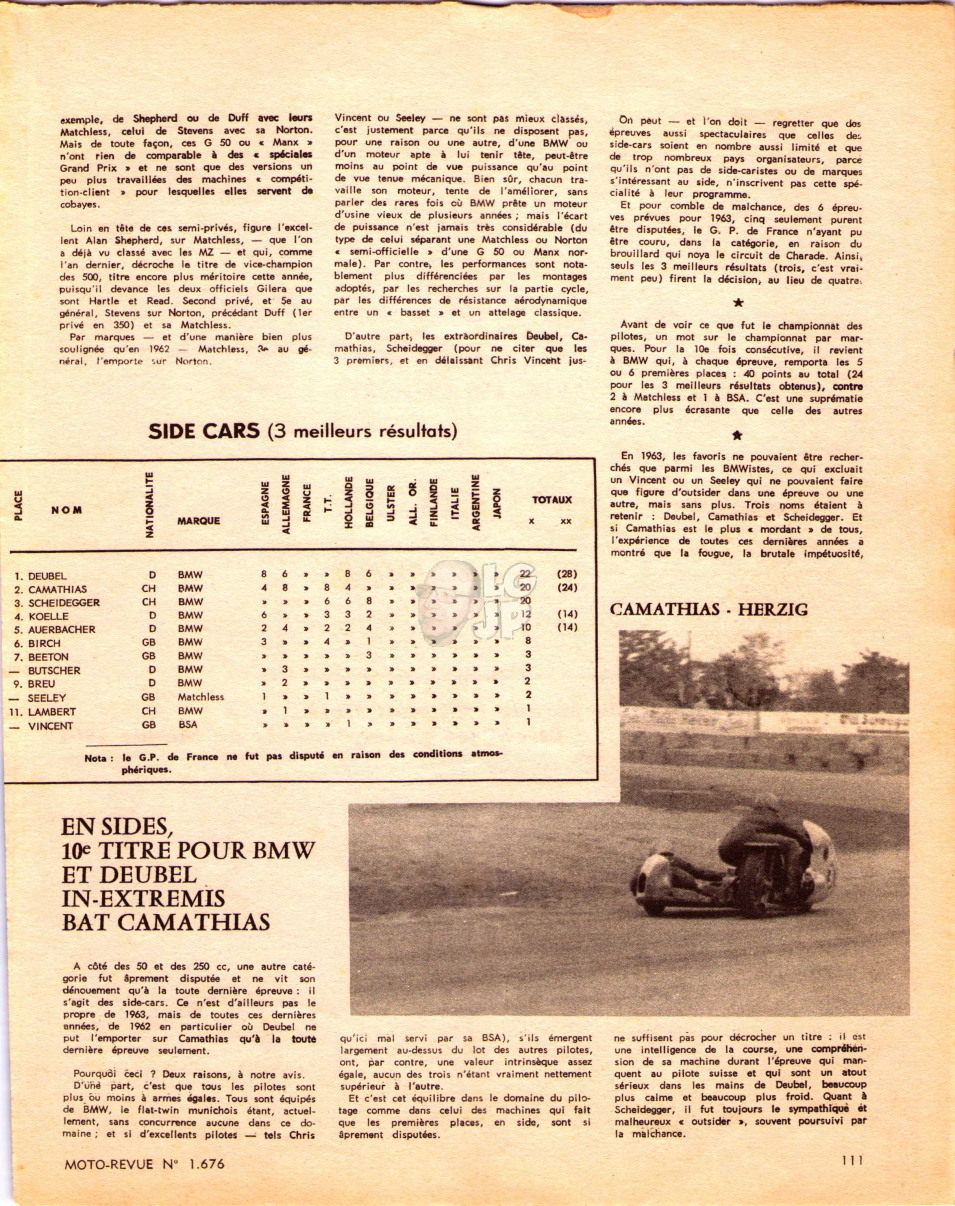 exemple, de Shepherd ou de Duff avec leurs
Matchless, celui de Stevens avec sa Norton.
Mais de toute façon, ces G 50 ou « Manx »
n'ont rien de comparable à des « spéciales
Grand Prix » et ne sont que des versions un
peu plus travaillées des machines « compéti-
tion-client » pour lesquelles elles servent de
cobayes.
Loin en tête de ces semi-privés, figure l'excel-
lent Alan Shepherd, sur Matchless, — que l'on
a déjà vu classé avec les MZ — et qui, comme
l'an dernier, décroche le titre de vice-champion
des 500, titre encore plus méritoire cette année,
puisqu'il devance les deux officiels Gilera que
sont Hartle et Read. Second privé, et 5e au
général, Stevens sur Norton, précédant Duff (1er
privé en 350) et sa Matchless.
Par marques — et d'une manière bien plus
soulignée qu'en 1962 — Matchless, 3e au gé-
néral, l'emporte sur Norton.
Vincent ou Seeley — ne sont pas mieux classés,
c'est justement parce qu'ils ne disposent pas,
pour une raison ou une autre, d'une BMW ou
d'un moteur apte à lui tenir tête, peut-être
moins au point de vue puissance qu'au point
de vue tenue mécanique. Bien sûr, chacun tra-
vaille son moteur, tente de l'améliorer, sans
parler des rares fois où BMW prête un moteur
d'usine vieux de plusieurs années ; mais l'écart
de puissance n'est jamais très considérable (du
type de celui séparant une Matchless ou Norton
« semi-officielle » d'une G 50 ou Manx nor-
male). Par contre, les performances sont nota-
blement plus différenciées par les montages
adoptés, par les recherches sur la partie cycle,
par les différences de résistance aérodynamique
entre un « basset » et un attelage classique.
D'autre part, les extraordinaires Deubel, Ca-
mathias, Scheidegger (pour ne citer que les
3 premiers, et en délaissant Chris Vincent jus-
On peut — et l'on doit — regretter que des
épreuves aussi spectaculaires que celles des
side-cars soient en nombre aussi limité et que
de trop nombreux pays organisateurs, parce
qu'ils n'ont pas de side-caristes ou de marques
s'intéressant au side, n'inscrivent pas cette spé-
cialité à leur programme.
Et pour comble de malchance, des 6 épreu-
ves prévues pour 1963, cinq seulement purent
être disputées, le G. P. de France n'ayant pu
être couru, dans la catégorie, en raison du
brouillard qui noya le circuit de Charade. Ainsi,
seuls les 3 meilleurs résultats (trois, c'est vrai-
ment peu) firent la décision, au lieu de quatre.
★
Avant de voir ce que fut le championnat des
pilotes, un mot sur le championnat par mar-
ques. Pour la 10e fois consécutive, il revient
à BMW qui, à chaque épreuve, remporta les 5
ou 6 premières places : 40 points au total (24
pour les 3 meilleurs résultats obtenus), contre
2 à Matchless et 1 à BSA. C'est une suprématie
encore plus écrasante que celle des autres
années.
★
En 1963, les favoris ne pouvaient être recher-
chés que parmi les BMWistes, ce qui excluait
un Vincent ou un Seeley qui ne pouvaient faire
que figure d'outsider dans une épreuve ou une
autre, mais sans plus. Trois noms étaient à
retenir : Deubel, Camathias et Scheidegger. Et
si Camathias est le plus « mordant » de tous,
l'expérience de toutes ces dernières années a
montré que la fougue, la brutale impétuosité,
SIDE CARS (3 meilleurs résultats)
PLACE NOM NATIONALITE MARQUE ESPAGNE ALLEMAGNE FRANCE T.T. HOLLANDE BELGIQUE ULSTER ALL. OR. FINLANDE ITALIE ARGENTINE JAPON TOTAUX
x xx
1. DEUBEL D BMW 8 6 » » 8 6 » » » » » » 22 (28)
2. CAMATHIAS CH BMW 4 8 » 8 4 » » » » » » » 20 (24)
3. SCHEIDEGGER CH BMW » » » 6 6 8 » » » » » » 20
4. KOELLE D BMW 6 » » 3 3 2 » » » » » » 12 (14)
5. AUERBACHER D BMW 2 4 » 2 2 4 » » » » » » 10 (14)
6. BIRCH GB BMW 3 » » 4 » 1 » » » » » » 8
7. BEETON GB BMW » » » » » 3 » » » » » » 3
— BUTSCHER D BMW » 3 » » » » » » » » » » 3
9. BREU D BMW » 2 » » » » » » » » » » 2
— SEELEY GB Matchless 1 » » 1 » » » » » » » » 2
11. LAMBERT CH BMW » 1 » » » » » » » » » » 1
— VINCENT GB BSA » » » » 1 » » » » » » » 1
Nota : le G.P. de France ne fut pas disputé en raison des conditions atmos-
phériques.
LG
JP
CAMATHIAS - HERZIG
EN SIDES,
10e TITRE POUR BMW
ET DEUBEL
IN-EXTREMIS
BAT CAMATHIAS
A côté des 50 et des 250 cc, une autre caté-
gorie fut âprement disputée et ne vit son
dénouement qu'à la toute dernière épreuve : il
s'agit des side-cars. Ce n'est d'ailleurs pas le
propre de 1963, mais de toutes ces dernières
années, de 1962 en particulier où Deubel ne
put l'emporter sur Camathias qu'à la toute
dernière épreuve seulement.
Pourquoi ceci ? Deux raisons, à notre avis.
D'une part, c'est que tous les pilotes sont
plus ou moins à armes égales. Tous sont équipés
de BMW, le flat-twin munichois étant, actuel-
lement, sans concurrence aucune dans ce do-
maine ; et si d'excellents pilotes — tels Chris
qu'ici mal servi par sa BSA), s'ils émergent
largement au-dessus du lot des autres pilotes,
ont, par contre, une valeur intrinsèque assez
égale, aucun des trois n'étant vraiment nettement
supérieur à l'autre.
Et c'est cet équilibre dans le domaine du pilo-
tage comme dans celui des machines qui fait
que les premières places, en side, sont si
âprement disputées.
ne suffisent pas pour décrocher un titre : il est
une intelligence de la course, une compréhen-
sion de sa machine durant l'épreuve qui man-
quent au pilote suisse et qui sont un atout
sérieux dans les mains de Deubel, beaucoup
plus calme et beaucoup plus froid. Quant à
Scheidegger, il fut toujours le sympathique et
malheureux « outsider », souvent poursuivi par
la malchance.
MOTO-REVUE N° 1.676
111